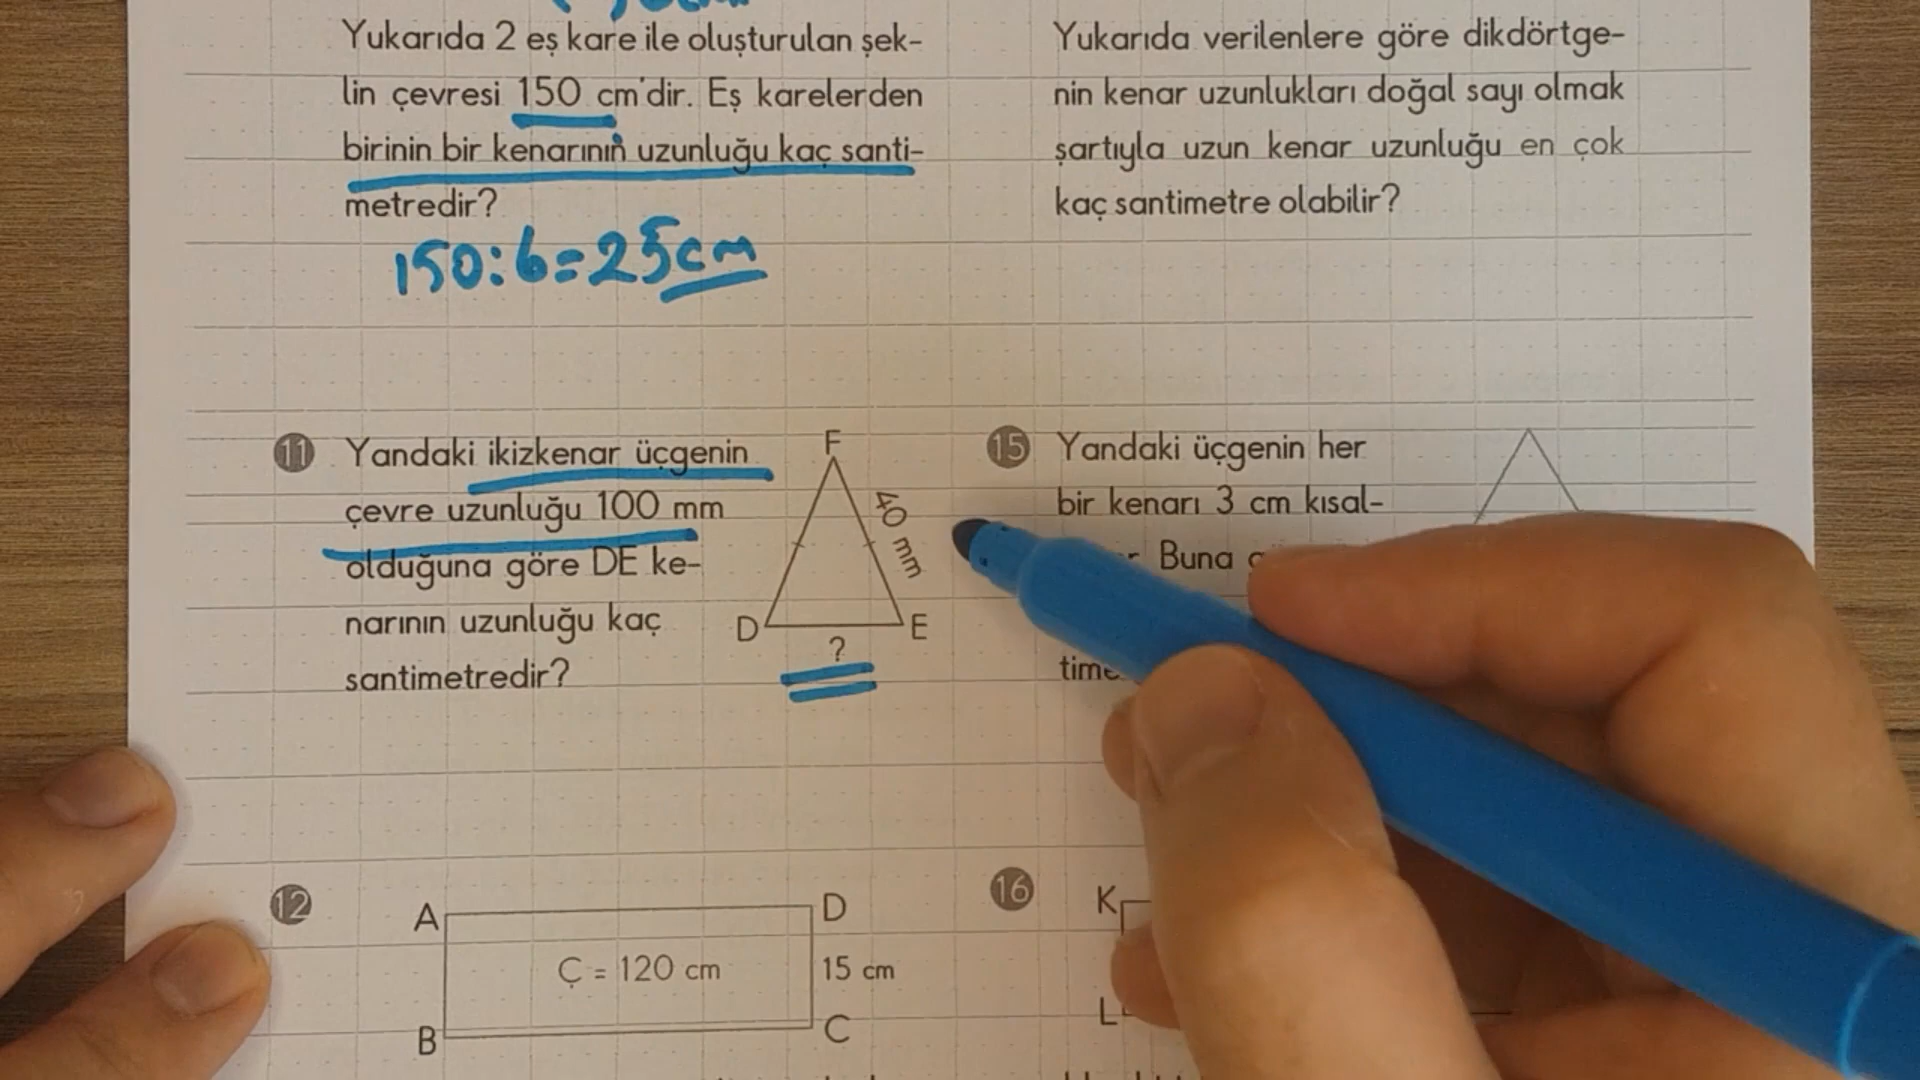 Yukarıda 2 eş kare ile oluşturulan şek-
lin çevresi 150 cm'dir. Eş karelerden
birinin bir kenarının uzunluğu kaç santi-
metredir?
150:6=25cm
11 Yandaki ikizkenar üçgenin
çevre uzunluğu 100 mm
olduğuna göre DE ke-
narının uzunluğu kaç
santimetredir?
F
40 mm
D
E
?
12
A
D
Ç = 120 cm
15 cm
B
C
Yukarıda verilenlere göre dikdörtge-
nin kenar uzunlukları doğal sayı olmak
şartıyla uzun kenar uzunluğu en çok
kaç santimetre olabilir?
15 Yandaki üçgenin her
bir kenarı 3 cm kısal-
Buna
time
16
K
L